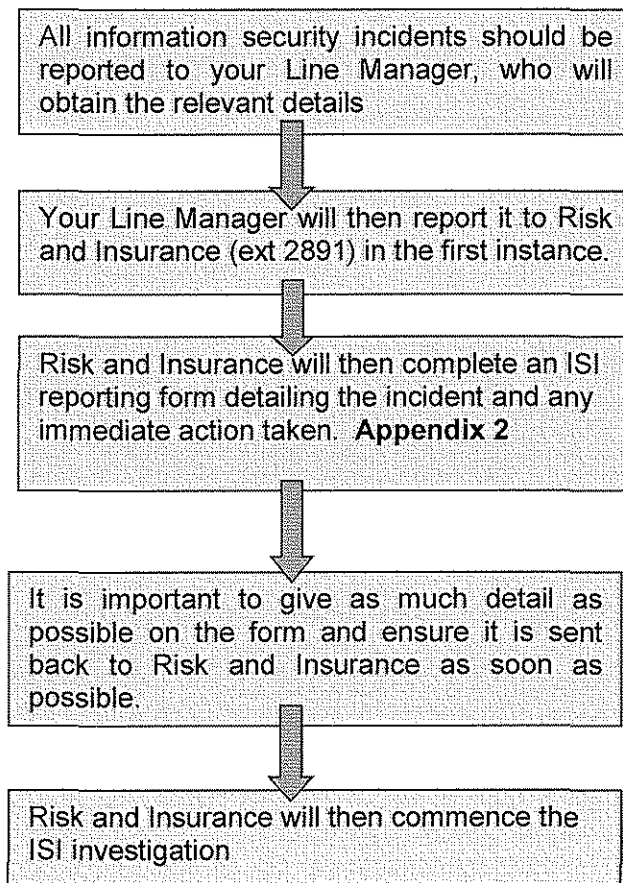 All information security incidents should be
reported to your Line Manager, who will
obtain the relevant details
Your Line Manager will then report it to Risk
and Insurance (ext 2891) in the first instance.
Risk and Insurance will then complete an ISI
reporting form detailing the incident and any
immediate action taken. Appendix 2
It is important to give as much detail as
possible on the form and ensure it is sent
back to Risk and Insurance as soon as
possible.
Risk and Insurance will then commence the
ISI investigation